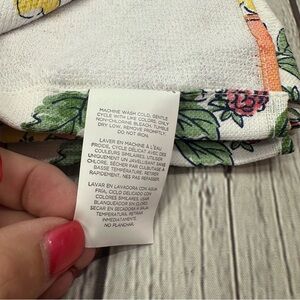 MACHINE WASH COLD, GENTLE
CYCLE WITH LIKE COLORS. ONLY
NON-CHLORINE BLEACH. TUMBLE
DRY LOW. REMOVE PROMPTLY.
DO NOT IRON.
LAVER EN MACHINE À L'EAU
FROIDE, CYCLE DÉLICAT AVEC DES
COULEURS SIMILAIRES. UTILISER
UNIQUEMENT UN JAVELLISANT SANS
CHLORE. SÉCHER PAR CULBUTAGE À
BASSE TEMPÉRATURE. RETIRER
RAPIDEMENT. NE PAS REPASSER.
LAVAR EN LAVADORA CON AGUA
FRÍA, CICLO DELICADO CON
COLORES SIMILARES. USAR
BLANQUEADOR SIN CLORO.
SECAR EN SECADORA A BAJA
TEMPERATURA. RETIRAR
INMEDIATAMENTE.
NO PLANCHAR.